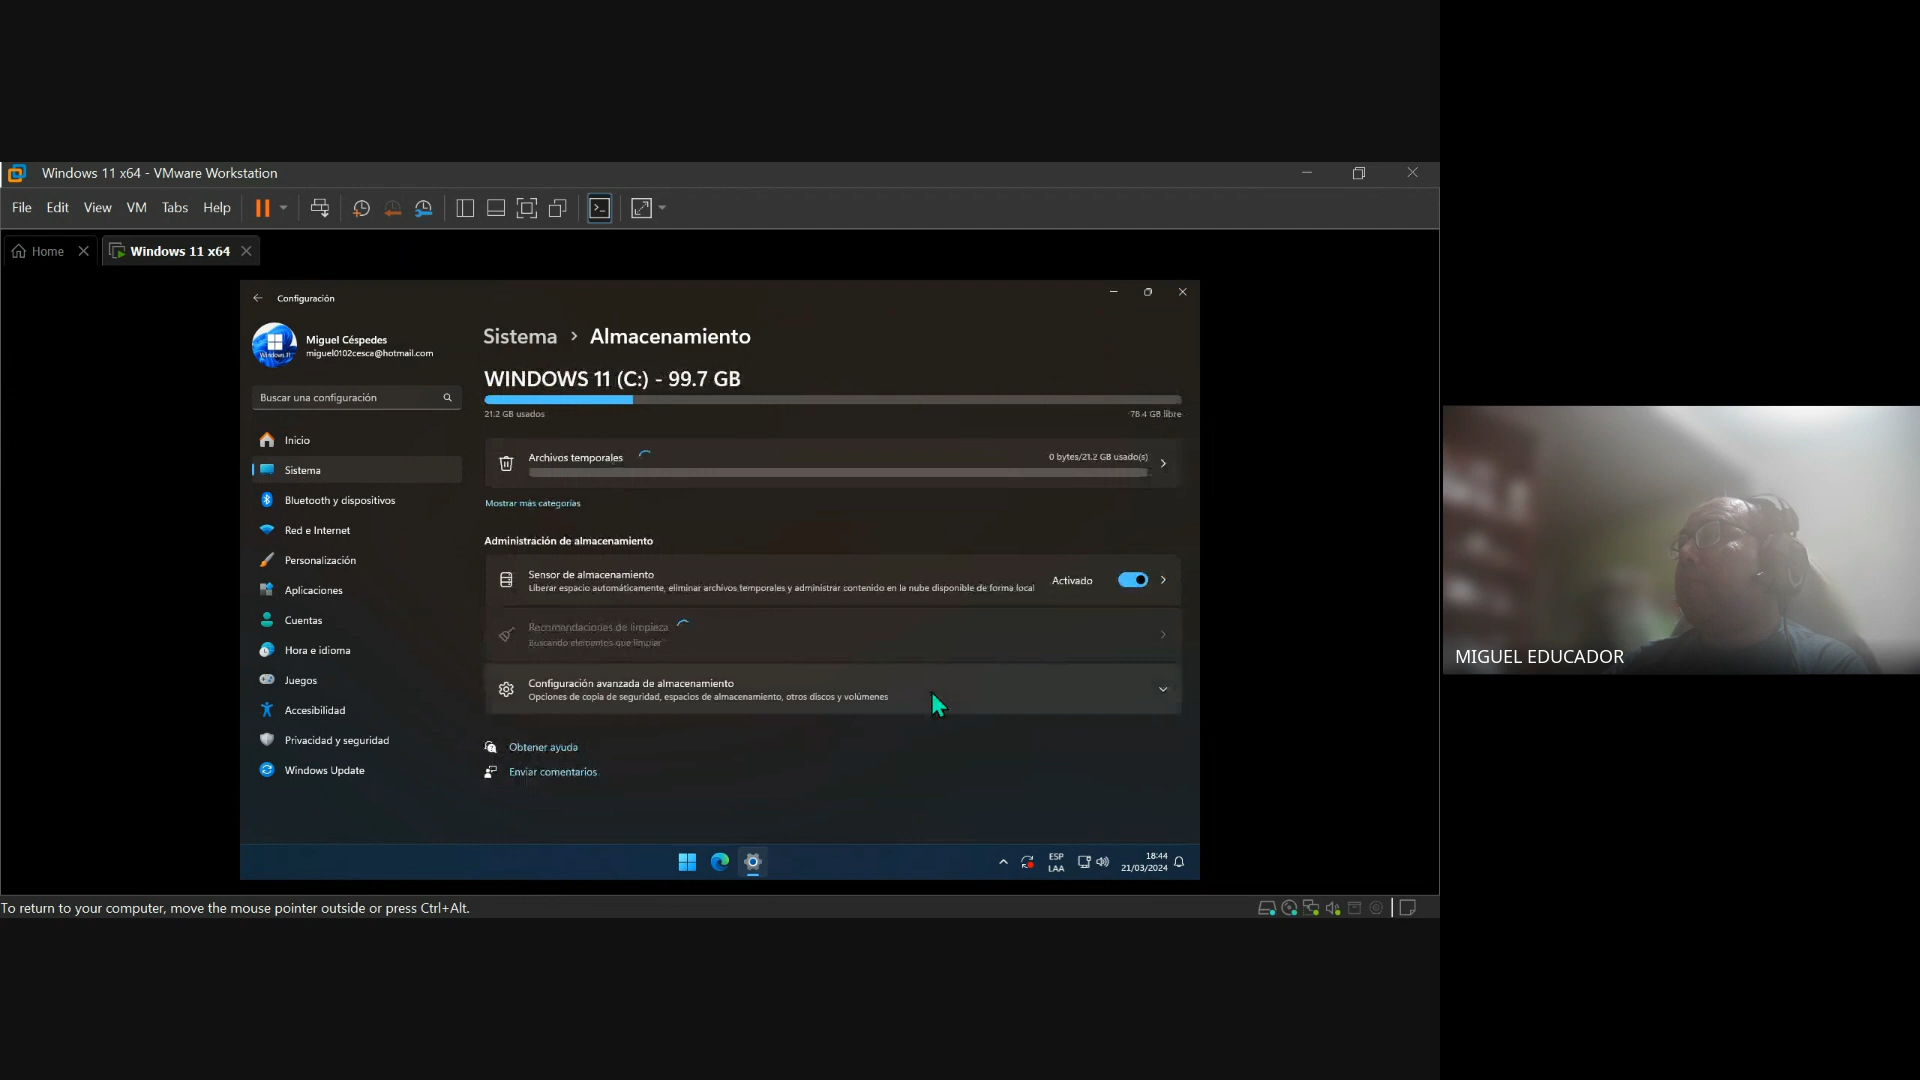 Windows 11 x64 - VMware Workstation
File Edit View VM Tabs Help
Home
Windows 11 x64
Configuración
Miguel Céspedes
miguel0102cesca@hotmail.com
Buscar una configuración
Inicio
Sistema
Bluetooth y dispositivos
Red e Internet
Personalización
Aplicaciones
Cuentas
Hora e idioma
Juegos
Accesibilidad
Privacidad y seguridad
Windows Update
Sistema > Almacenamiento
WINDOWS 11 (C:) - 99.7 GB
21.2 GB usados
78.4 GB libre
Archivos temporales
0 bytes/21.2 GB usado(s)
Mostrar más categorías
Administración de almacenamiento
Sensor de almacenamiento
Liberar espacio automáticamente, eliminar archivos temporales y administrar contenido en la nube disponible de forma local
Activado
Recomendaciones de limpieza
Buscando elementos que limpiar
Configuración avanzada de almacenamiento
Opciones de copia de seguridad, espacios de almacenamiento, otros discos y volúmenes
Obtener ayuda
Enviar comentarios
ESP
LAA
18:44
21/03/2024
To return to your computer, move the mouse pointer outside or press Ctrl+Alt.
MIGUEL EDUCADOR